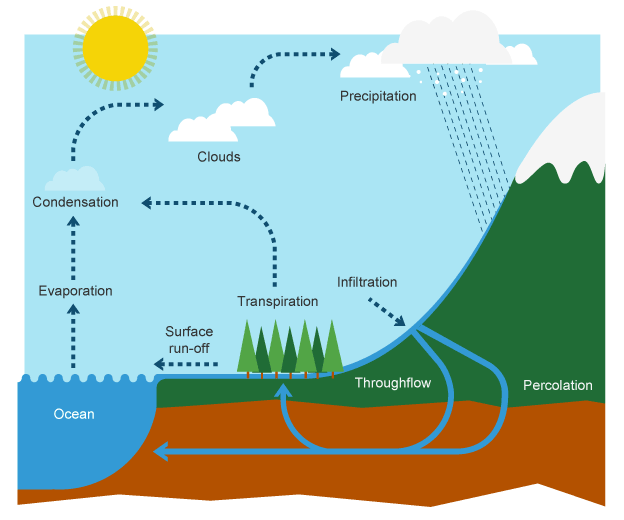 Precipitation
Clouds
Condensation
Infiltration
Evaporation
Transpiration
Surface
run-off
Throughflow
Percolation
Ocean